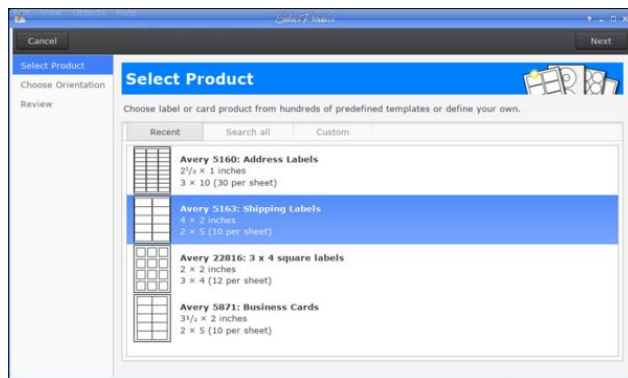 View Objects Help
Select Product
Cancel
Next
Select Product
Choose Orientation
Review
Select Product
Choose label or card product from hundreds of predefined templates or define your own.
Recent
Search all
Custom
Avery 5160: Address Labels
2⁵/₈ × 1 inches
3 × 10 (30 per sheet)
Avery 5163: Shipping Labels
4 × 2 inches
2 × 5 (10 per sheet)
Avery 22816: 3 x 4 square labels
2 × 2 inches
3 × 4 (12 per sheet)
Avery 5871: Business Cards
3¹/₂ × 2 inches
2 × 5 (10 per sheet)